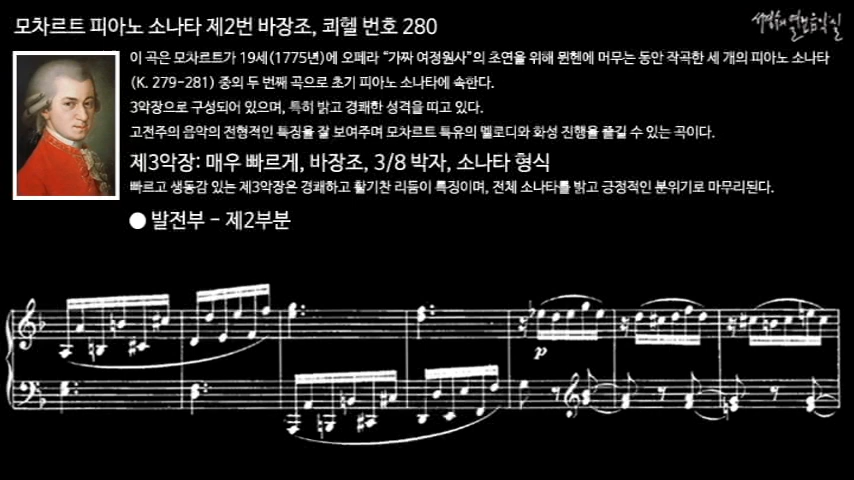 모차르트 피아노 소나타 제2번 바장조, 쾨헬 번호 280
서경원의 열린음악실
이 곡은 모차르트가 19세(1775년)에 오페라 “가짜 여정원사”의 초연을 위해 뮌헨에 머무는 동안 작곡한 세 개의 피아노 소나타
(K. 279-281) 중의 두 번째 곡으로 초기 피아노 소나타에 속한다.
3악장으로 구성되어 있으며, 특히 밝고 경쾌한 성격을 띠고 있다.
고전주의 음악의 전형적인 특징을 잘 보여주며 모차르트 특유의 멜로디와 화성 진행을 즐길 수 있는 곡이다.
제3악장: 매우 빠르게, 바장조, 3/8 박자, 소나타 형식
빠르고 생동감 있는 제3악장은 경쾌하고 활기찬 리듬이 특징이며, 전체 소나타를 밝고 긍정적인 분위기로 마무리된다.
● 발전부 - 제2부분
p